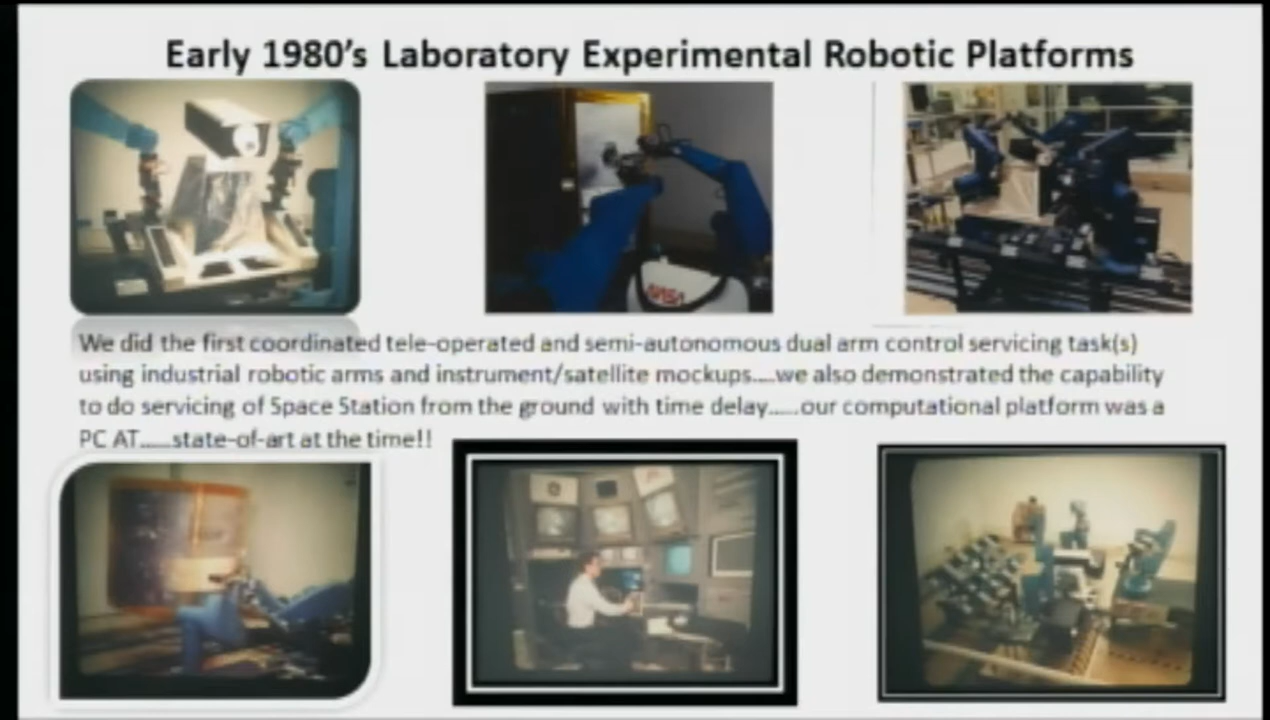 Early 1980's Laboratory Experimental Robotic Platforms
NASA
We did the first coordinated tele-operated and semi-autonomous dual arm control servicing task(s)
using industrial robotic arms and instrument/satellite mockups....we also demonstrated the capability
to do servicing of Space Station from the ground with time delay.....our computational platform was a
PC AT......state-of-art at the time!!